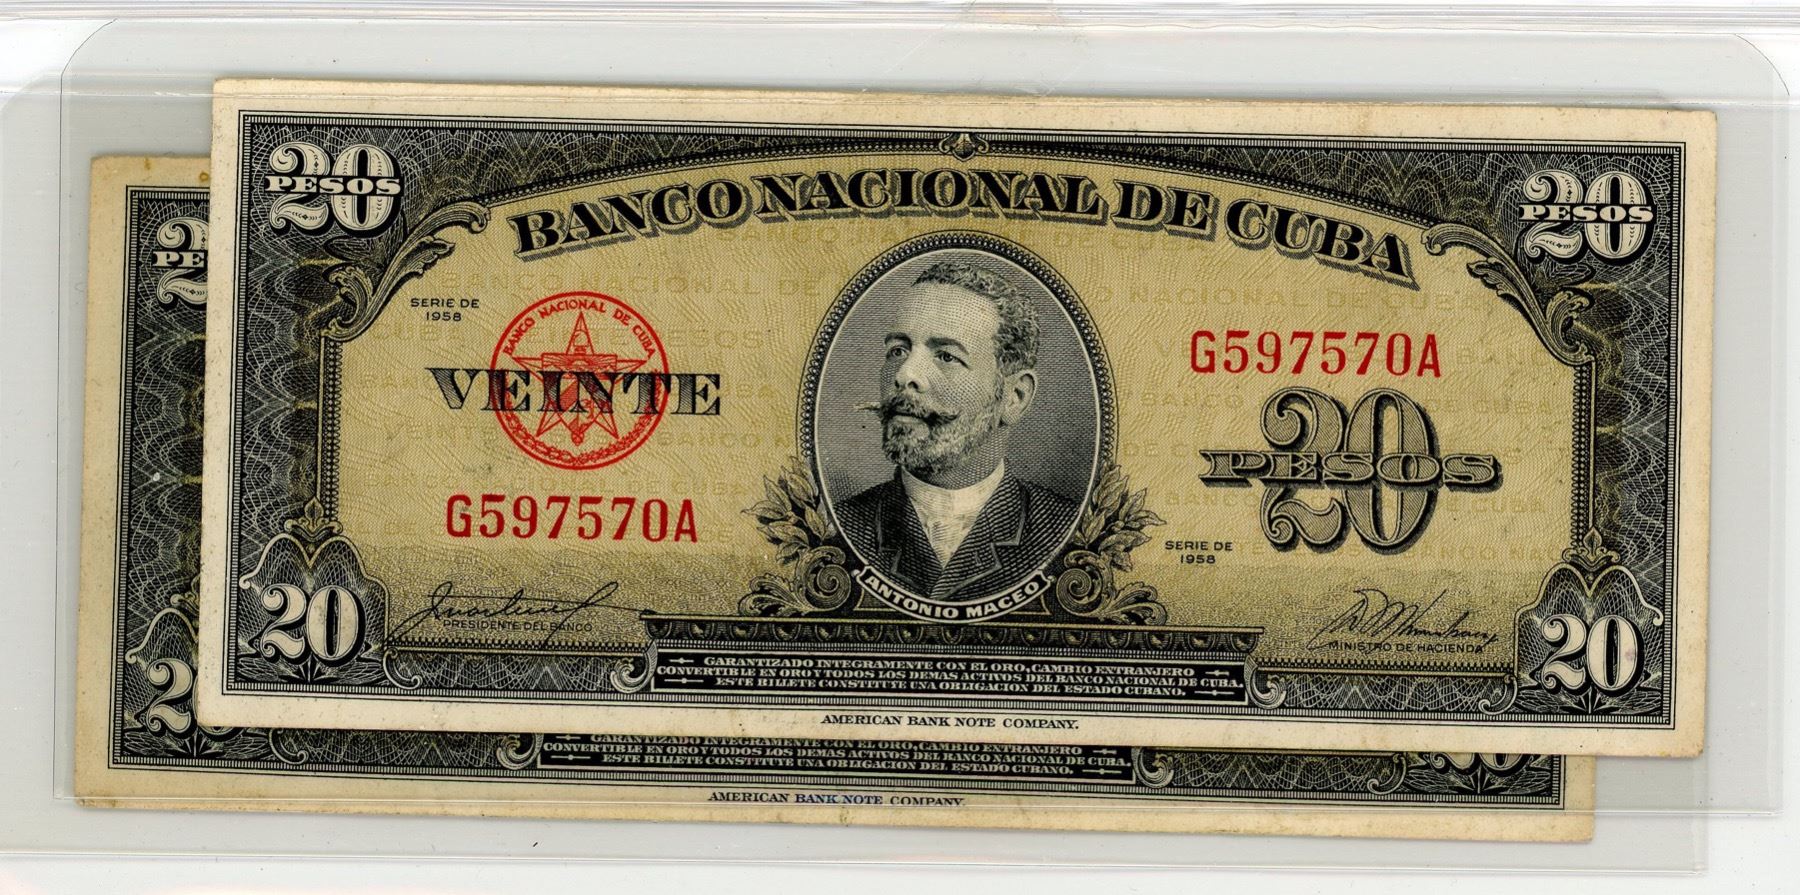 20
PESOS
BANCO NACIONAL DE CUBA
20
PESOS
SERIE DE
1958
BANCO NACIONAL DE CUBA
VEINTE
G597570A
G597570A
20
PESOS
SERIE DE
1958
ANTONIO MACEO
PRESIDENTE DEL BANCO
MINISTRO DE HACIENDA
20
20
GARANTIZADO INTEGRAMENTE CON EL ORO, CAMBIO EXTRANJERO
CONVERTIBLE EN ORO Y TODOS LOS DEMAS ACTIVOS DEL BANCO NACIONAL DE CUBA.
ESTE BILLETE CONSTITUYE UNA OBLIGACION DEL ESTADO CUBANO.
AMERICAN BANK NOTE COMPANY.
2
PE
2
GARANTIZADO INTEGRAMENTE CON EL ORO, CAMBIO EXTRANJERO
CONVERTIBLE EN ORO Y TODOS LOS DEMAS ACTIVOS DEL BANCO NACIONAL DE CUBA.
ESTE BILLETE CONSTITUYE UNA OBLIGACION DEL ESTADO CUBANO.
AMERICAN BANK NOTE COMPANY.